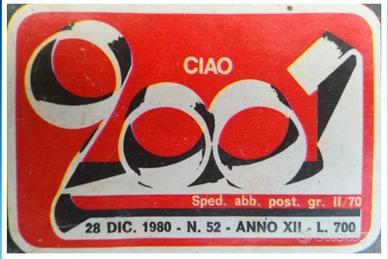 CIAO
2001
Sped. abb. post. gr. II/70
28 DIC. 1980 - N. 52 - ANNO XII - L. 700